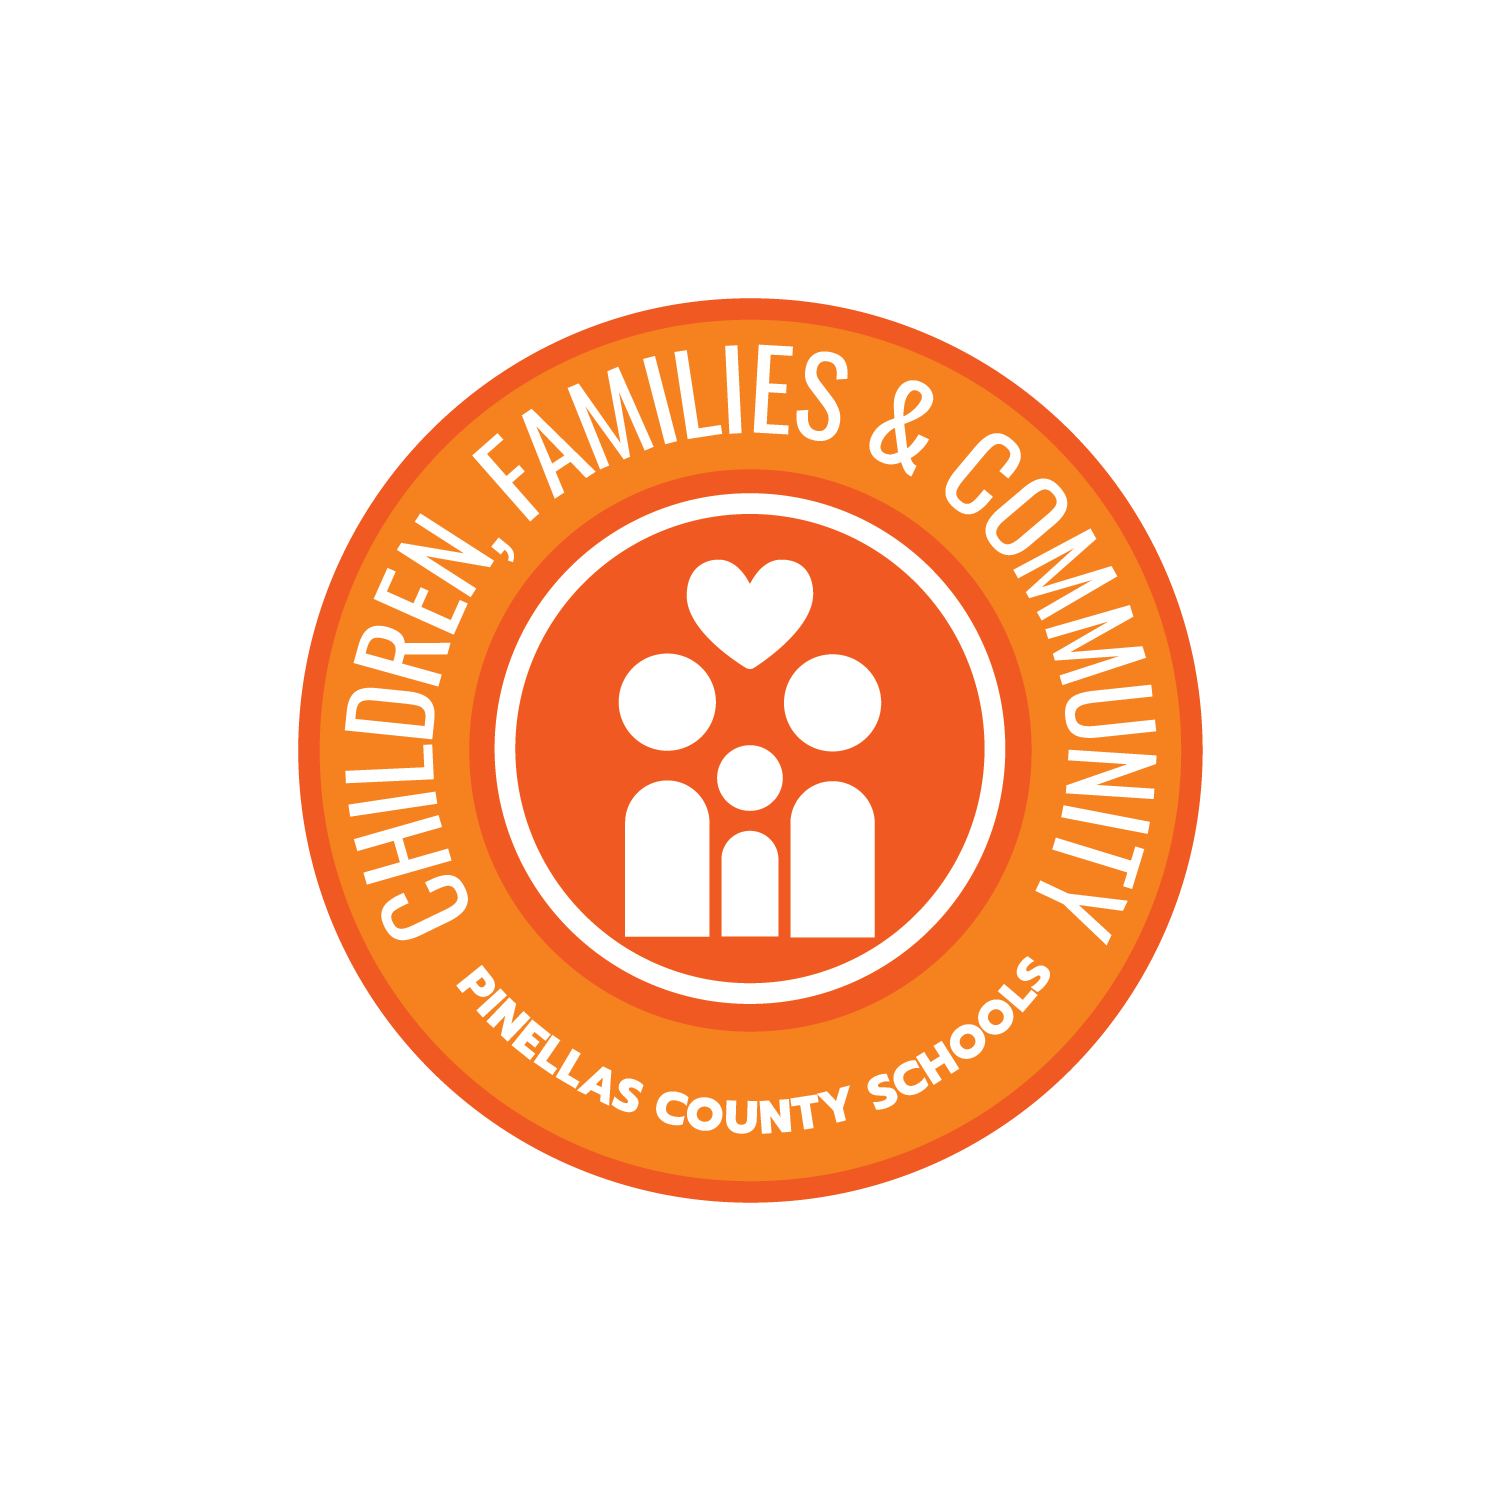 CHILDREN, FAMILIES & COMMUNITY
PINELLAS COUNTY SCHOOLS